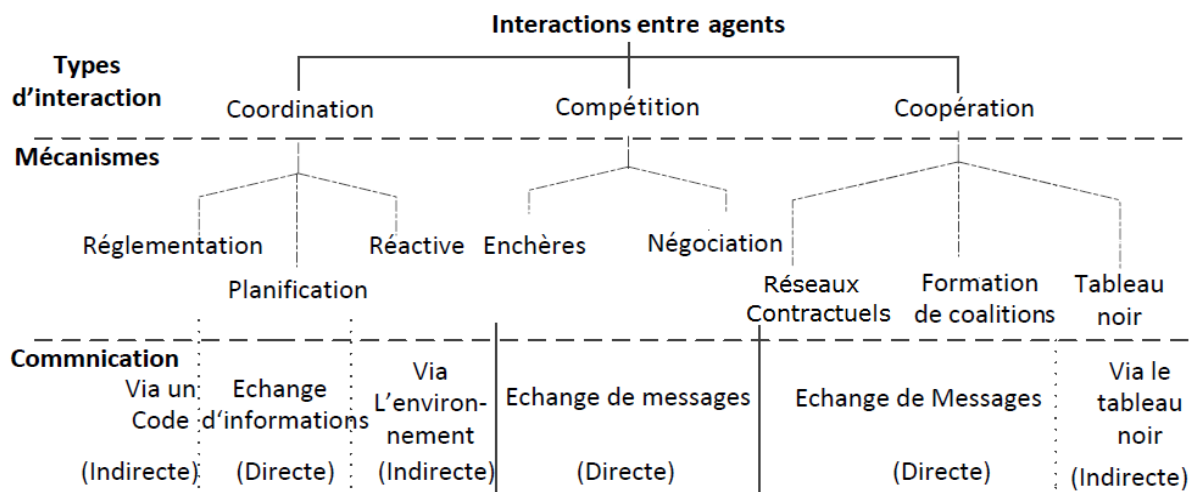 Interactions entre agents
Types
d'interaction
Coordination
Compétition
Coopération
Mécanismes
Réglementation
Planification
Réactive
Enchères
Négociation
Réseaux
Contractuels
Formation
de coalitions
Tableau
noir
Commnication
Via un
Code
(Indirecte)
Echange
d‘informations
(Directe)
Via
L'environ-
nement
(Indirecte)
Echange de messages
(Directe)
Echange de Messages
(Directe)
Via le
tableau
noir
(Indirecte)